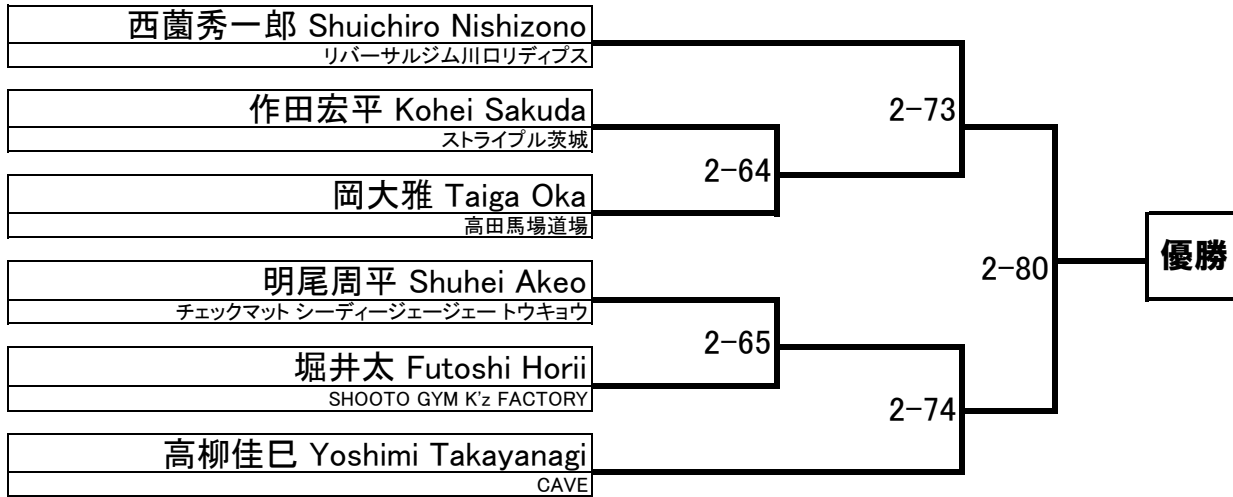 西薗秀一郎 Shuichiro Nishizono
リバーサルジム川口リディプス
作田宏平 Kohei Sakuda
ストライプル茨城
岡大雅 Taiga Oka
高田馬場道場
明尾周平 Shuhei Akeo
チェックマット シーディージェージェー トウキョウ
堀井太 Futoshi Horii
SHOOTO GYM K'z FACTORY
高柳佳巳 Yoshimi Takayanagi
CAVE
2-64
2-65
2-73
2-74
2-80
優勝